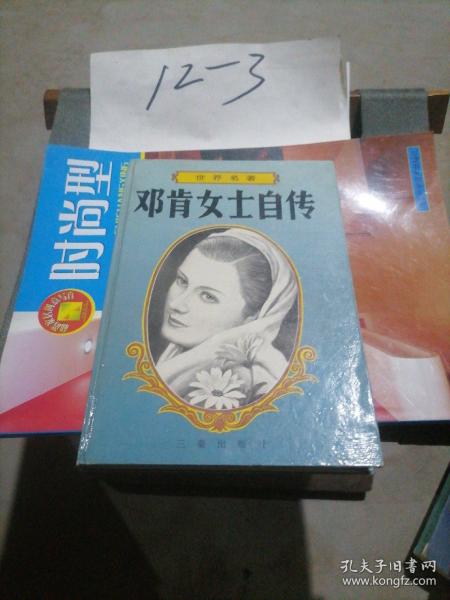 12-3
世界名著
邓肯女士自传
三秦出版社
时尚型
孔夫子旧书网
www.kongfz.com